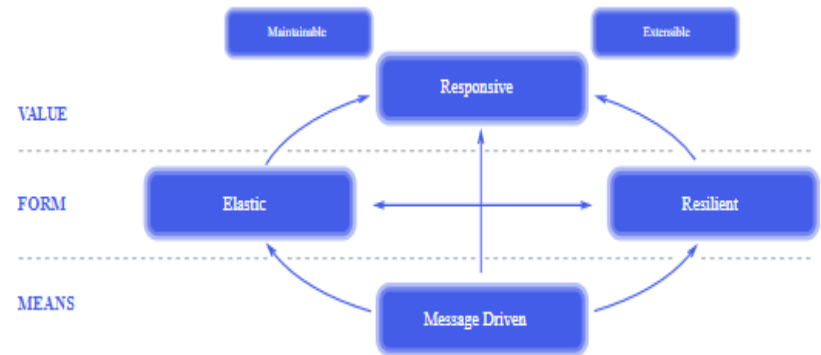 Maintainable
Extensible
Responsive
VALUE
FORM
Elastic
Resilient
MEANS
Message Driven